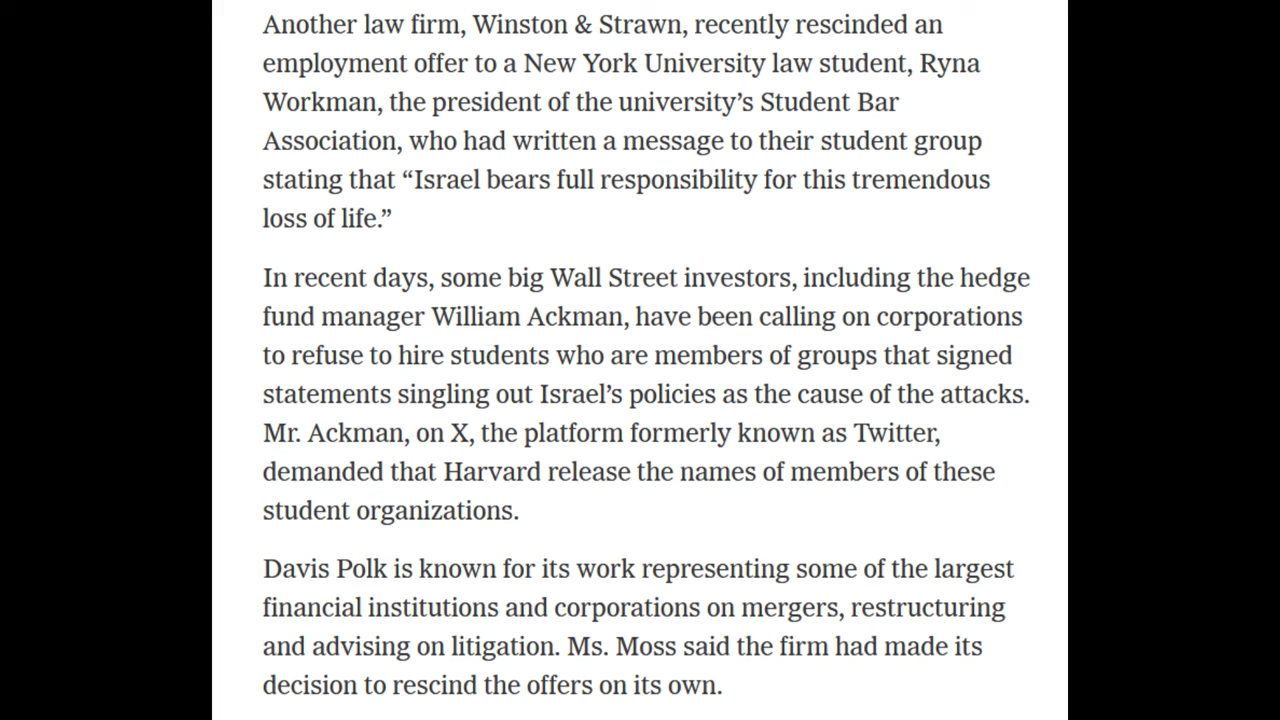 Another law firm, Winston & Strawn, recently rescinded an
employment offer to a New York University law student, Ryna
Workman, the president of the university’s Student Bar
Association, who had written a message to their student group
stating that “Israel bears full responsibility for this tremendous
loss of life.”
In recent days, some big Wall Street investors, including the hedge
fund manager William Ackman, have been calling on corporations
to refuse to hire students who are members of groups that signed
statements singling out Israel’s policies as the cause of the attacks.
Mr. Ackman, on X, the platform formerly known as Twitter,
demanded that Harvard release the names of members of these
student organizations.
Davis Polk is known for its work representing some of the largest
financial institutions and corporations on mergers, restructuring
and advising on litigation. Ms. Moss said the firm had made its
decision to rescind the offers on its own.